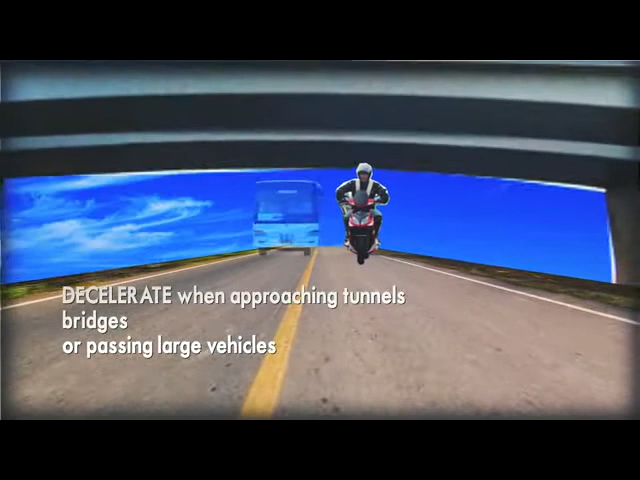 DECELERATE when approaching tunnels
bridges
or passing large vehicles